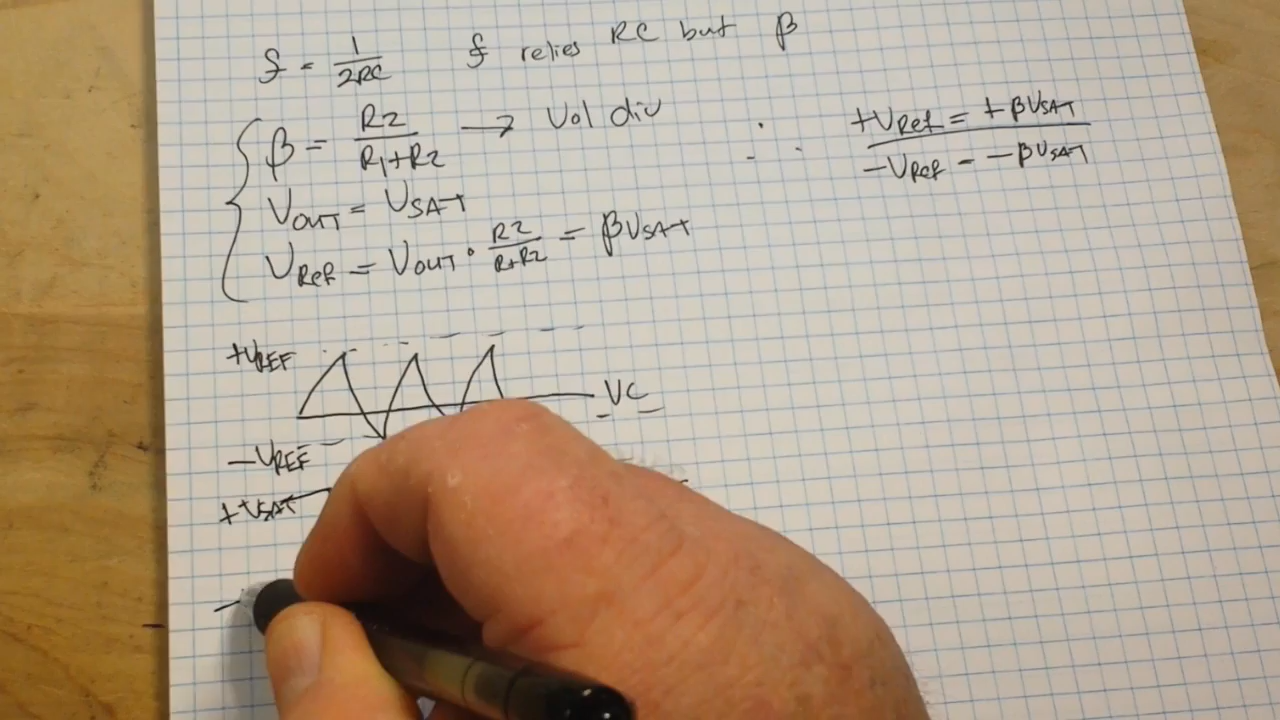 f = 1/2RC f relies RC but β
β = R2/R1+R2 → Vol div
VOUT = VSAT
VRef = VOUT · R2/R1+R2 = βVSAT
∴ +VRef = +βVSAT
-VRef = -βVSAT
+VREF
VC
-VREF
+VSAT